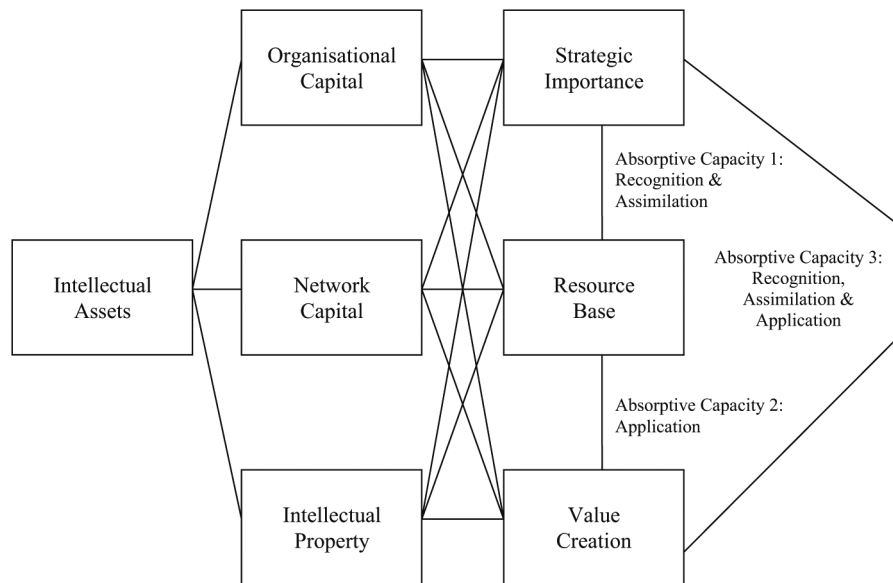 Organisational
Capital
Strategic
Importance
Absorptive Capacity 1:
Recognition &
Assimilation
Intellectual
Assets
Network
Capital
Resource
Base
Absorptive Capacity 3:
Recognition,
Assimilation &
Application
Absorptive Capacity 2:
Application
Intellectual
Property
Value
Creation